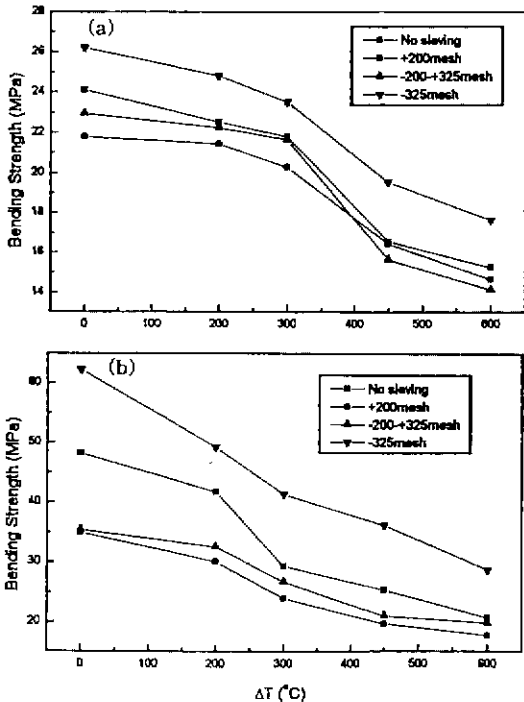 (a)
No sieving
+200mesh
-200-+325mesh
-325mesh
Bending Strength (MPa)
28
26
24
22
20
18
16
14
0 100 200 300 400 500 600
(b)
No sieving
+200mesh
-200-+325mesh
-325mesh
Bending Strength (MPa)
60
50
30
20
0 100 200 300 400 500 600
ΔT (°C)